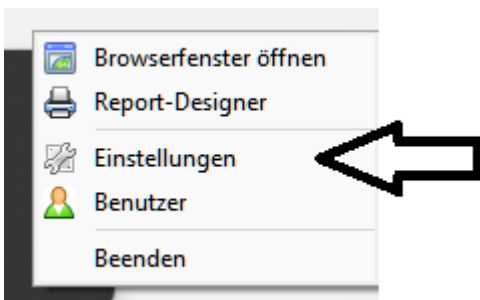 Browserfenster öffnen
Report-Designer
Einstellungen
Benutzer
Beenden